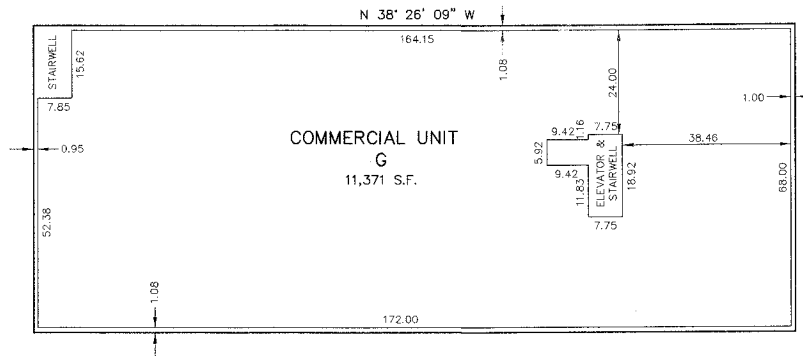 N 38° 26' 09" W
164.15
STAIRWELL
15.62
1.08
24.00
1.00
7.85
9.42
1.16
7.75
38.46
0.95
COMMERCIAL UNIT
G
11,371 S.F.
5.92
9.42
11.83
ELEVATOR &
STAIRWELL
18.92
68.00
7.75
52.38
1.08
172.00